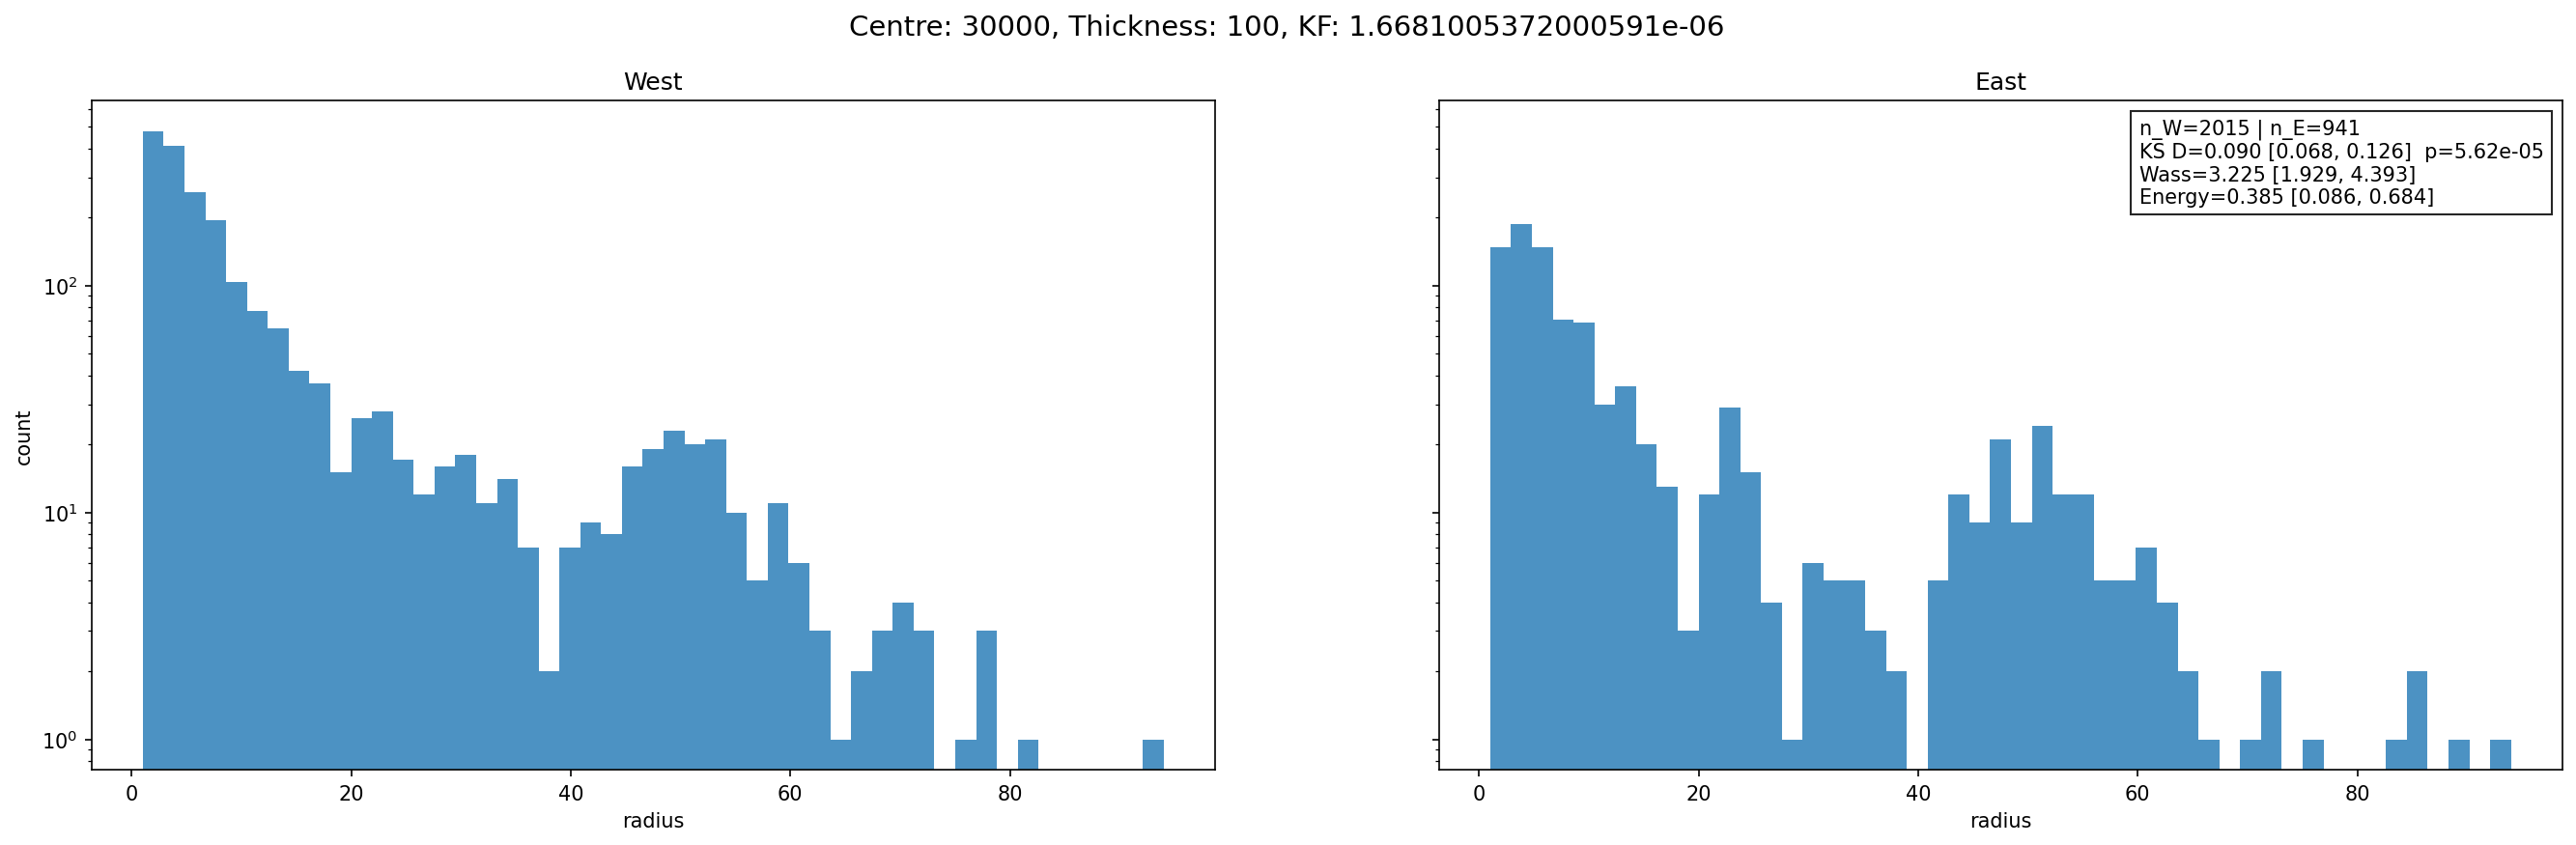 Centre: 30000, Thickness: 100, KF: 1.6681005372000591e-06
West
count
10²
10¹
10⁰
0 20 40 60 80
radius
East
n_W=2015 | n_E=941
KS D=0.090 [0.068, 0.126] p=5.62e-05
Wass=3.225 [1.929, 4.393]
Energy=0.385 [0.086, 0.684]
0 20 40 60 80
radius